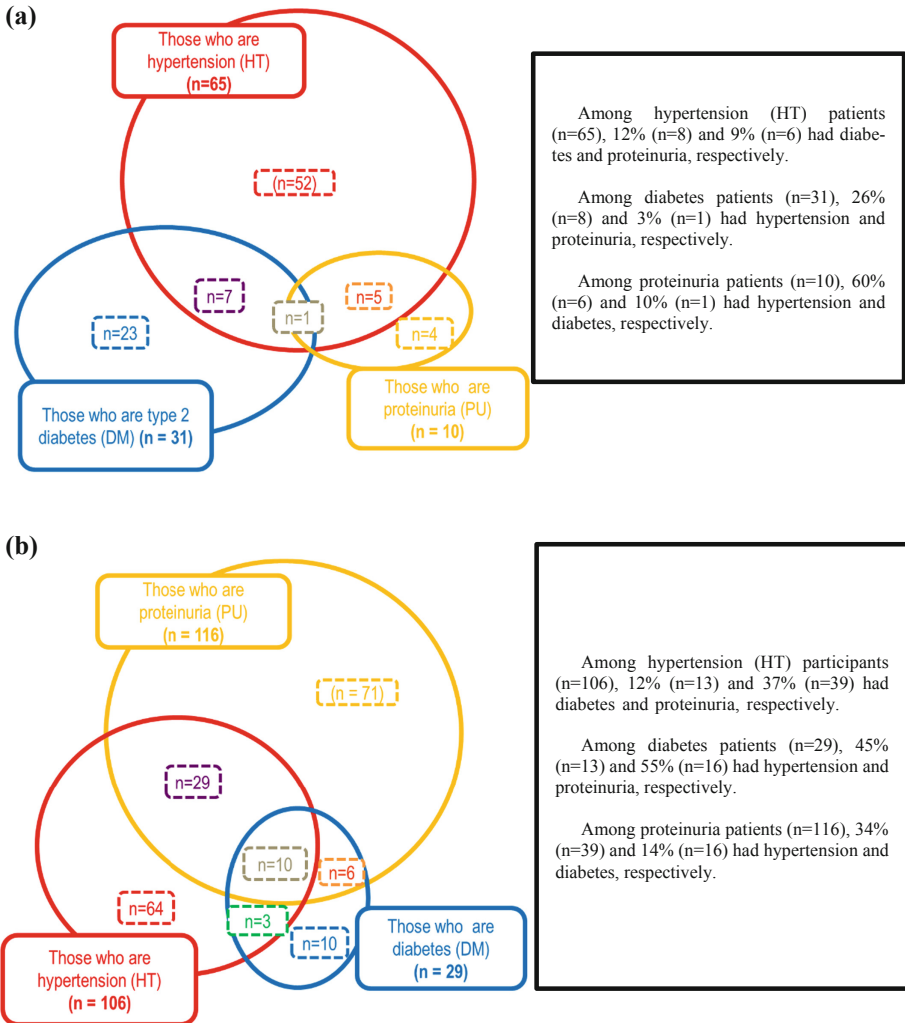 (a)
Those who are
hypertension (HT)
(n=65)
(n=52)
n=7
n=1
n=5
n=4
n=23
Those who are type 2
diabetes (DM) (n = 31)
Those who are
proteinuria (PU)
(n = 10)
Among hypertension (HT) patients
(n=65), 12% (n=8) and 9% (n=6) had diabe-
tes and proteinuria, respectively.
Among diabetes patients (n=31), 26%
(n=8) and 3% (n=1) had hypertension and
proteinuria, respectively.
Among proteinuria patients (n=10), 60%
(n=6) and 10% (n=1) had hypertension and
diabetes, respectively.
(b)
Those who are
proteinuria (PU)
(n = 116)
(n = 71)
n=29
n=10
n=6
n=64
n=3
n=10
Those who are
hypertension (HT)
(n = 106)
Those who are
diabetes (DM)
(n = 29)
Among hypertension (HT) participants
(n=106), 12% (n=13) and 37% (n=39) had
diabetes and proteinuria, respectively.
Among diabetes patients (n=29), 45%
(n=13) and 55% (n=16) had hypertension and
proteinuria, respectively.
Among proteinuria patients (n=116), 34%
(n=39) and 14% (n=16) had hypertension and
diabetes, respectively.